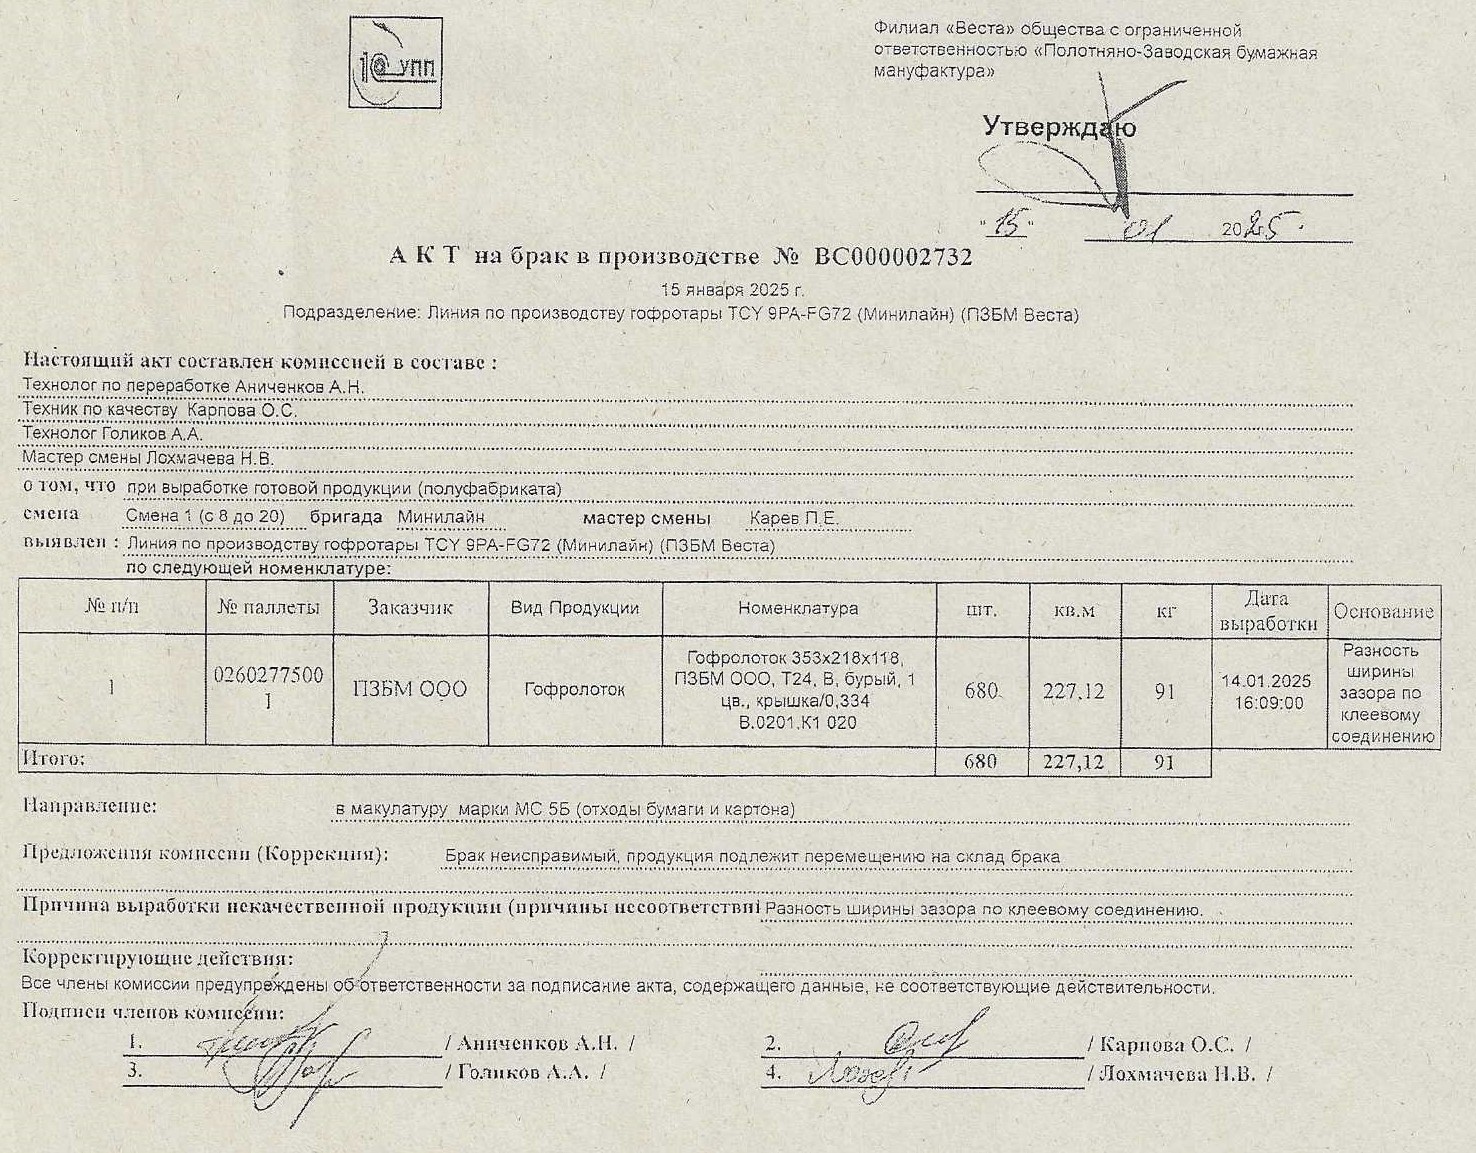 10 УПП
Филиал «Веста» общества с ограниченной
ответственностью «Полотняно-Заводская бумажная
мануфактура»
Утверждаю
"15" 01 2025.
А К Т на брак в производстве № ВС000002732
15 января 2025 г.
Подразделение: Линия по производству гофротары TCY 9PA-FG72 (Минилайн) (ПЗБМ Веста)
Настоящий акт составлен комиссией в составе :
Технолог по переработке Аниченков А.Н.
Техник по качеству Карпова О.С.
Технолог Голиков А.А.
Мастер смены Лохмачева Н.В.
о том, что при выработке готовой продукции (полуфабриката)
смена Смена 1 (с 8 до 20) бригада Минилайн мастер смены Карев П.Е.
выявлен : Линия по производству гофротары TCY 9PA-FG72 (Минилайн) (ПЗБМ Веста)
по следующей номенклатуре:
№ п/п № паллеты Заказчик Вид Продукции Номенклатура шт. кв.м кг Дата выработки Основание
1 02602775001 ПЗБМ ООО Гофролоток Гофролоток 353х218х118, ПЗБМ ООО, Т24, В, бурый, 1 цв., крышка/0,334 В.0201.К1 020 680 227,12 91 14.01.2025 16:09:00 Разность ширины зазора по клеевому соединению
Итого: 680 227,12 91
Направление: в макулатуру марки МС 5Б (отходы бумаги и картона)
Предложения комиссии (Коррекция): Брак неисправимый, продукция подлежит перемещению на склад брака
Причина выработки некачественной продукции (причины несоответстви Разность ширины зазора по клеевому соединению.
Корректирующие действия:
Все члены комиссии предупреждены об ответственности за подписание акта, содержащего данные, не соответствующие действительности.
Подписи членов комиссии:
1. / Аниченков А.Н. / 2. / Карпова О.С. /
3. / Голиков А.А. / 4. / Лохмачева Н.В. /